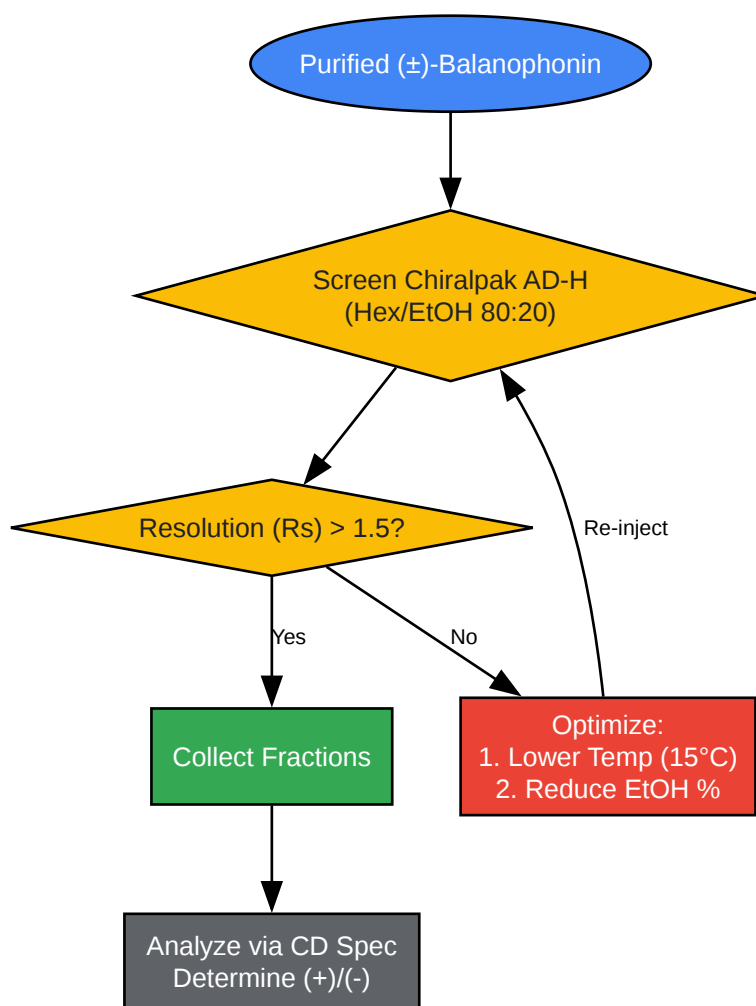 Purified (±)-Balanophonin
Screen Chiralpak AD-H
(Hex/EtOH 80:20)
Resolution (Rs) > 1.5?
Re-inject
Yes
No
Optimize:
1. Lower Temp (15°C)
2. Reduce EtOH %
Collect Fractions
Analyze via CD Spec
Determine (+)/(-)